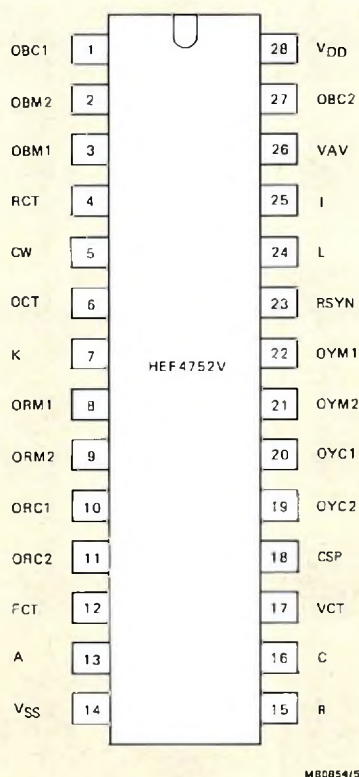 OBC1 1 28 VDD
OBM2 2 27 OBC2
OBM1 3 26 VAV
RCT 4 25 I
CW 5 24 L
OCT 6 23 RSYN
K 7 22 OYM1
HEF4752V
ORM1 8 21 OYM2
ORM2 9 20 OYC1
ORC1 10 19 OYC2
ORC2 11 18 CSP
FCT 12 17 VCT
A 13 16 C
VSS 14 15 B